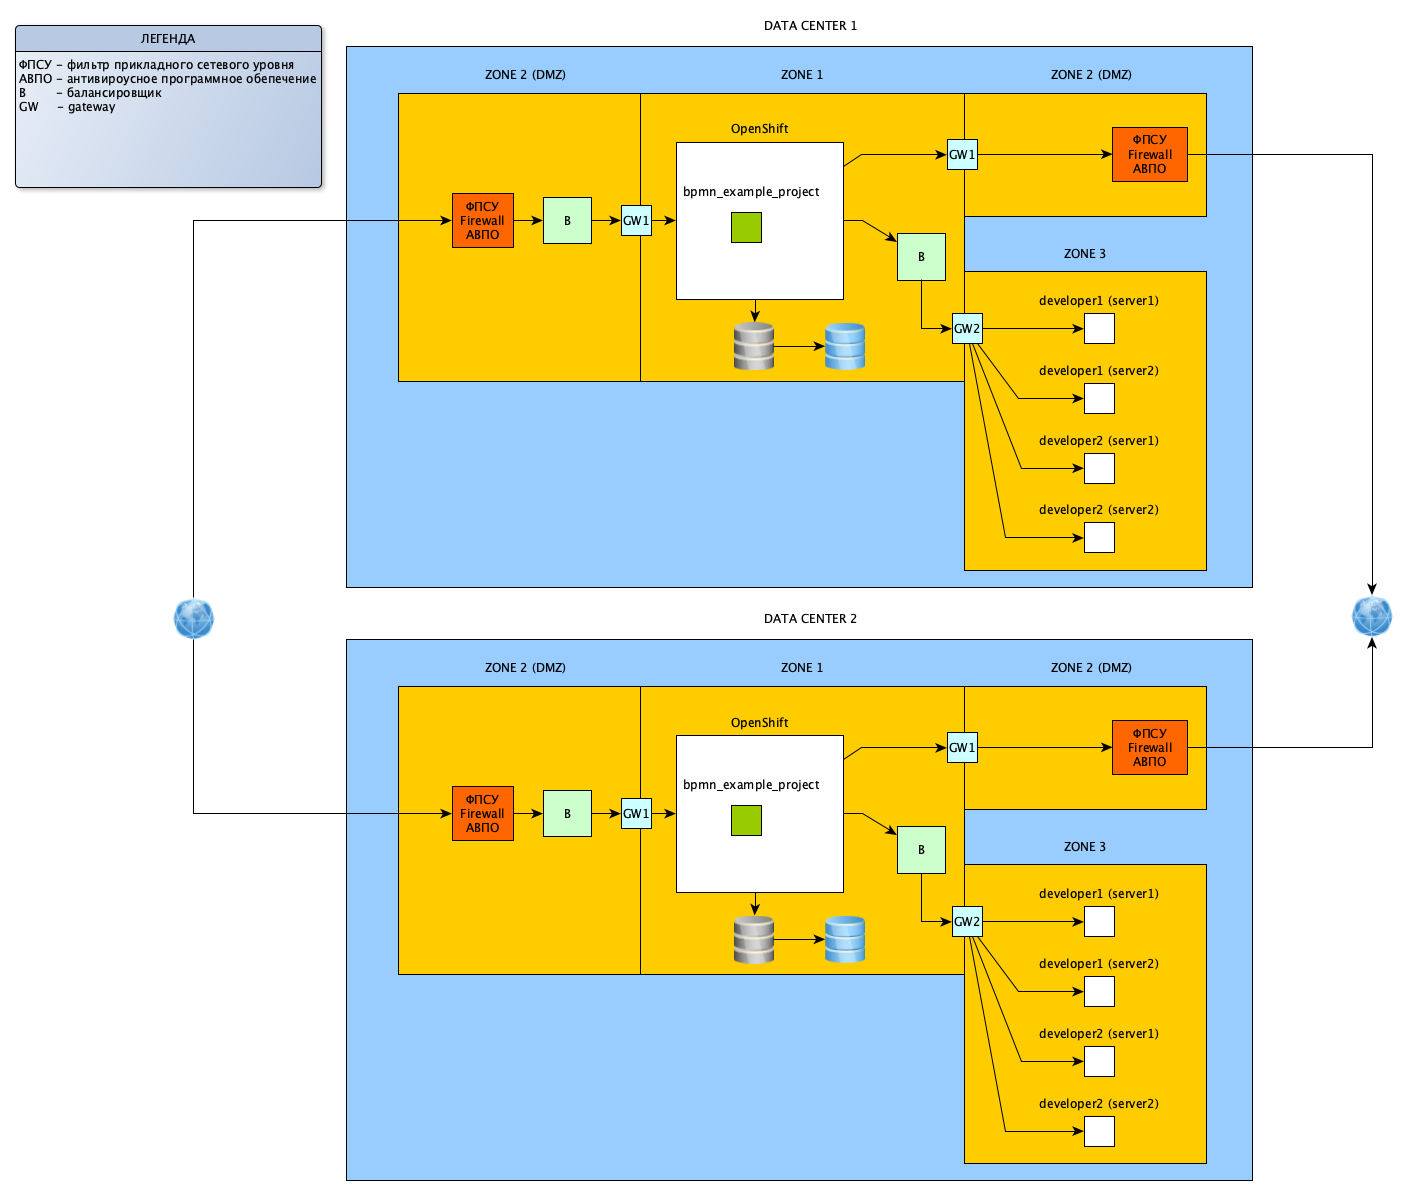 ЛЕГЕНДА
ФПСУ – фильтр прикладного сетевого уровня
АВПО – антивироусное программное обепечение
B – балансировщик
GW – gateway
DATA CENTER 1
ZONE 2 (DMZ)
ZONE 1
ZONE 2 (DMZ)
OpenShift
ФПСУ
Firewall
АВПО
B
GW1
bpmn_example_project
GW1
ФПСУ
Firewall
АВПО
B
GW2
ZONE 3
developer1 (server1)
developer1 (server2)
developer2 (server1)
developer2 (server2)
DATA CENTER 2
ZONE 2 (DMZ)
ZONE 1
ZONE 2 (DMZ)
OpenShift
ФПСУ
Firewall
АВПО
B
GW1
bpmn_example_project
GW1
ФПСУ
Firewall
АВПО
B
GW2
ZONE 3
developer1 (server1)
developer1 (server2)
developer2 (server1)
developer2 (server2)